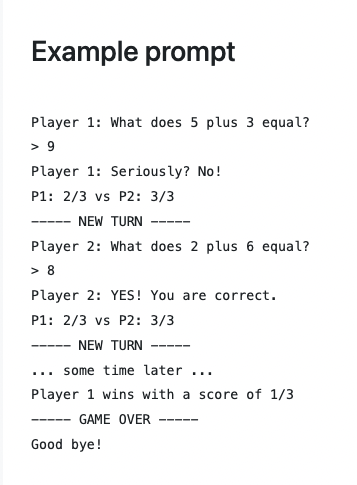 Example prompt
Player 1: What does 5 plus 3 equal?
> 9
Player 1: Seriously? No!
P1: 2/3 vs P2: 3/3
----- NEW TURN -----
Player 2: What does 2 plus 6 equal?
> 8
Player 2: YES! You are correct.
P1: 2/3 vs P2: 3/3
----- NEW TURN -----
... some time later ...
Player 1 wins with a score of 1/3
----- GAME OVER -----
Good bye!